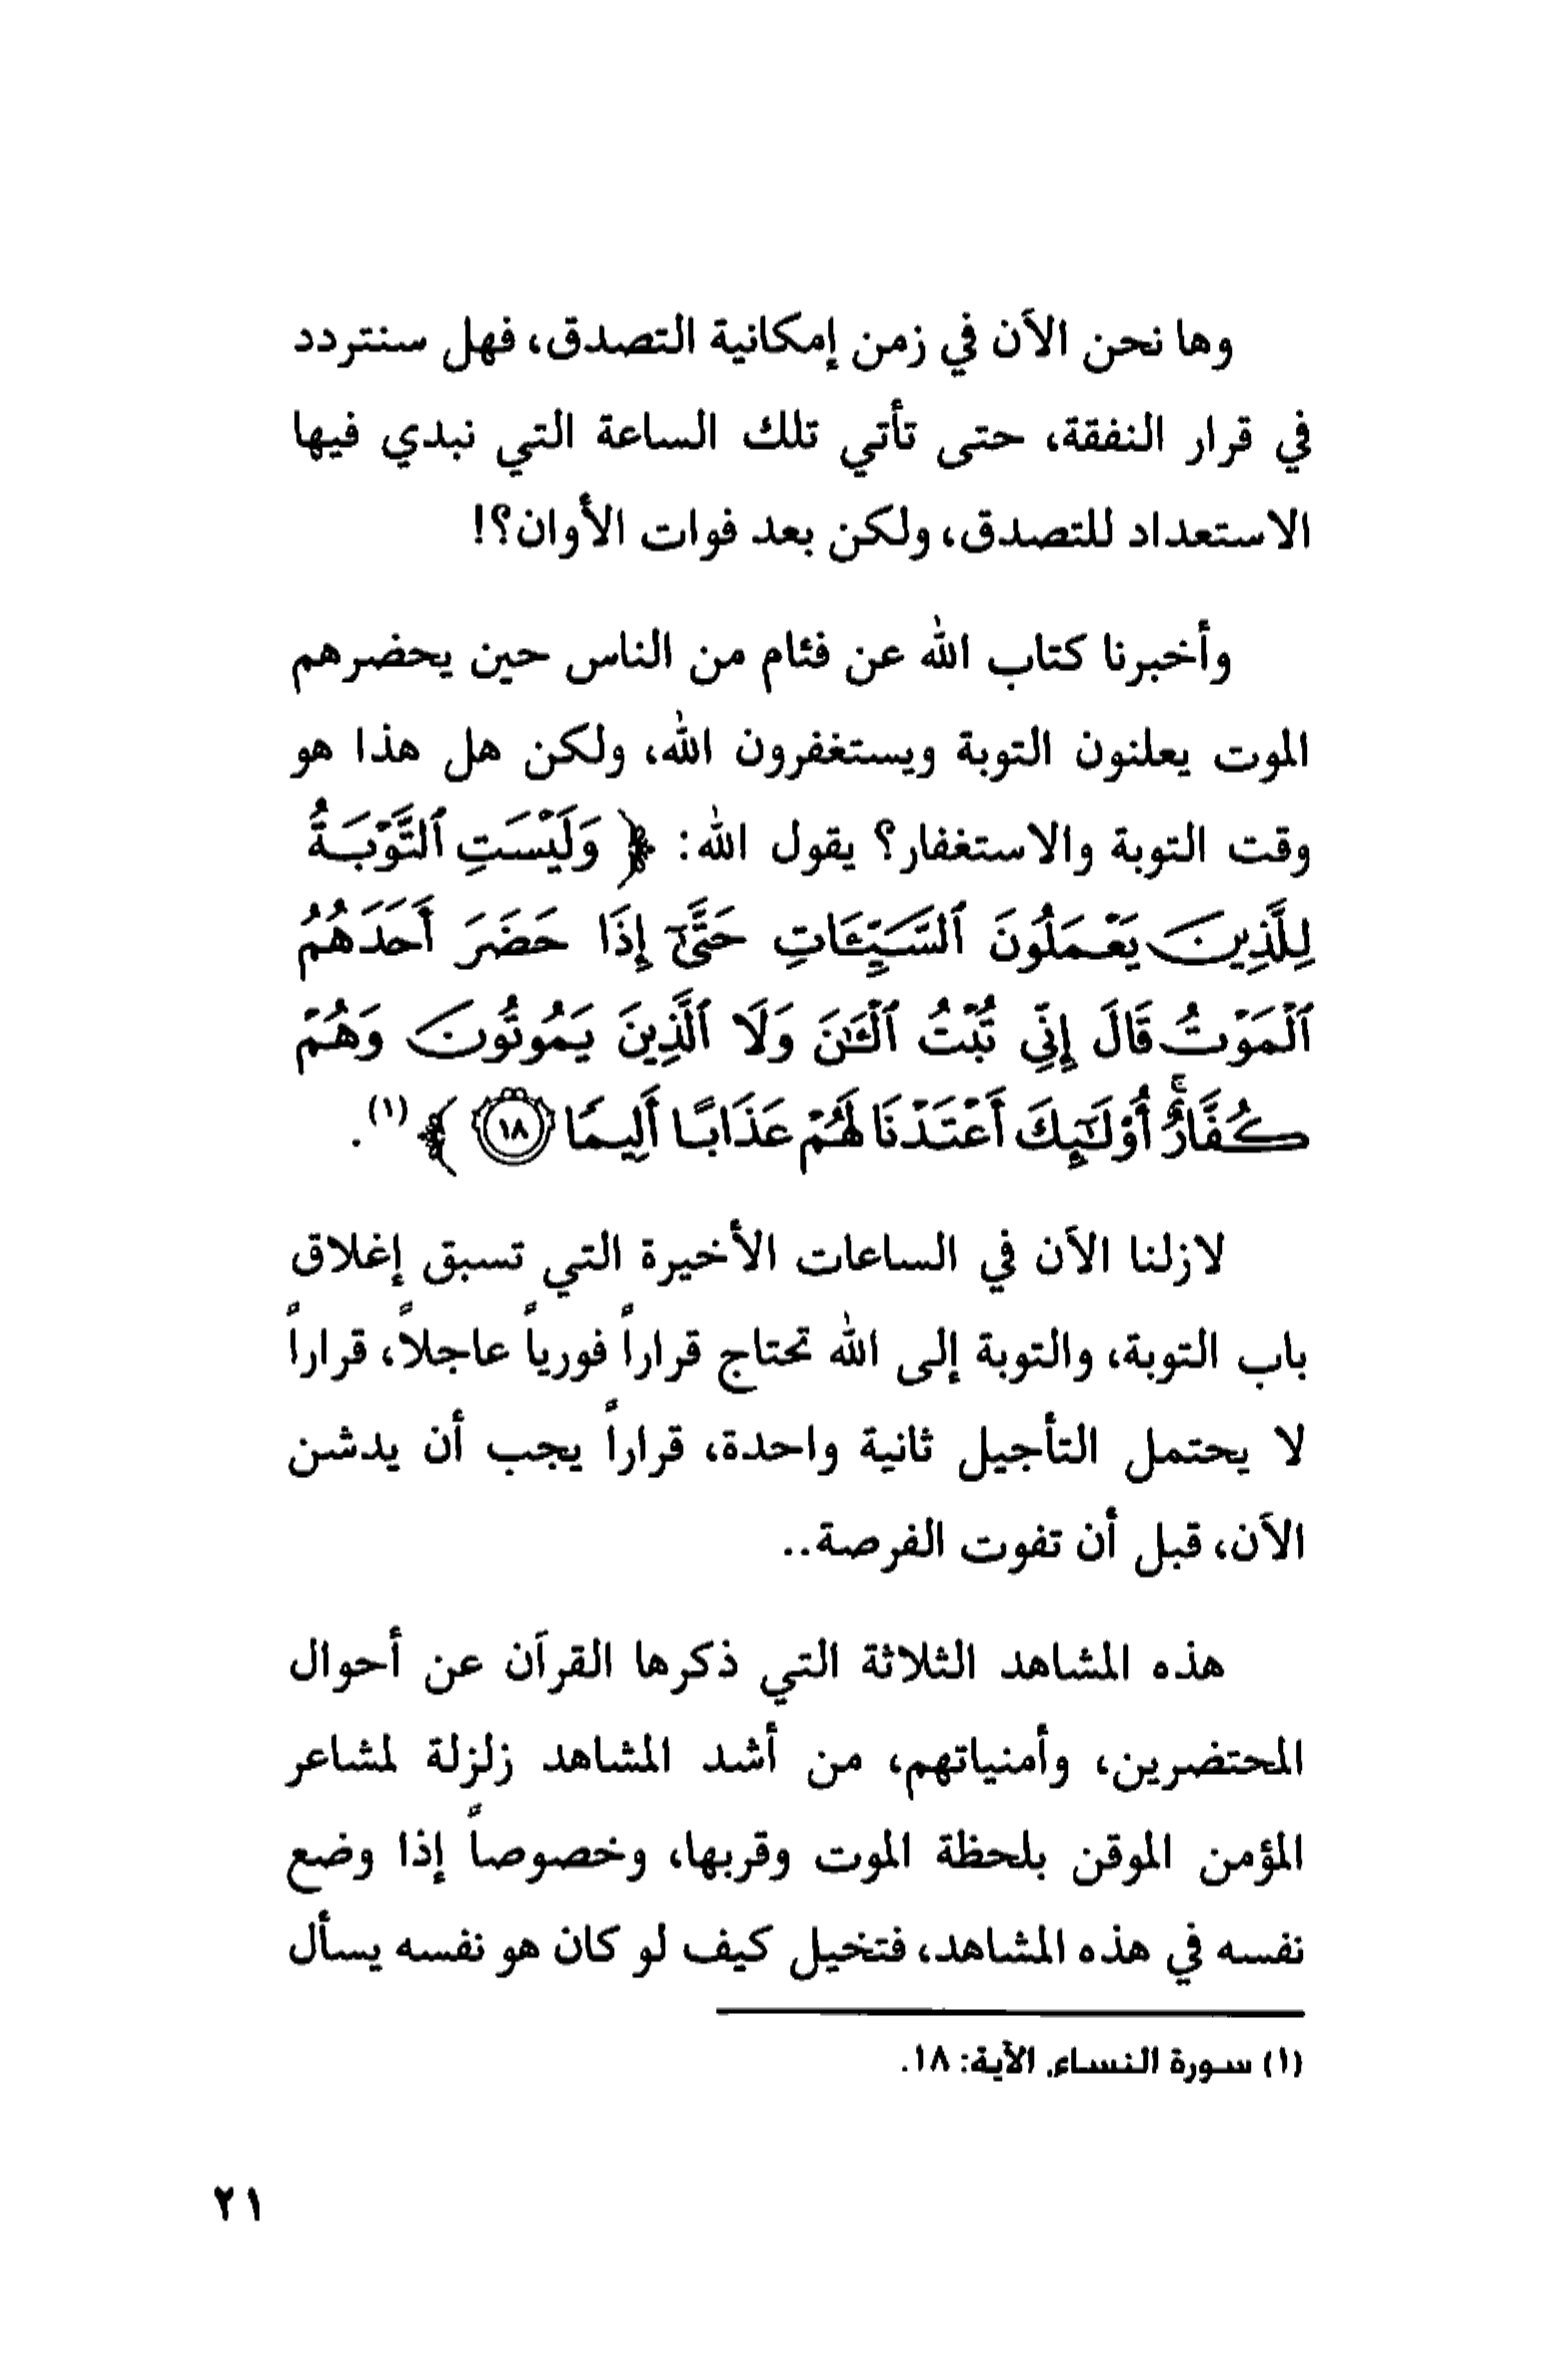 وها نحن الآن في زمن إمكانية التصدق، فهل سنتردد
في قرار النفقة، حتى تأتي تلك الساعة التي نبدي فيها
الاستعداد للتصدق، ولكن بعد فوات الأوان؟!
وأخبرنا كتاب الله عن فئام من الناس حين يحضرهم
الموت يعلنون التوبة ويستغفرون الله، ولكن هل هذا هو
وقت التوبة والاستغفار؟ يقول الله: ﴿ وَلَيْسَتِ ٱلتَّوْبَةُ
لِلَّذِينَ يَعْمَلُونَ ٱلسَّيِّـَٔاتِ حَتَّىٰٓ إِذَا حَضَرَ أَحَدَهُمُ
ٱلْمَوْتُ قَالَ إِنِّي تُبْتُ ٱلْـَٰٔنَ وَلَا ٱلَّذِينَ يَمُوتُونَ وَهُمْ
كُفَّارٌ ۚ أُو۟لَـٰٓئِكَ أَعْتَدْنَا لَهُمْ عَذَابًا أَلِيمًا ١٨ ﴾(١).
لازلنا الآن في الساعات الأخيرة التي تسبق إغلاق
باب التوبة، والتوبة إلى الله تحتاج قراراً فورياً عاجلاً، قراراً
لا يحتمل التأجيل ثانية واحدة، قراراً يجب أن يدشن
الآن، قبل أن تفوت الفرصة..
هذه المشاهد الثلاثة التي ذكرها القرآن عن أحوال
المحتضرين، وأمنياتهم، من أشد المشاهد زلزلة لمشاعر
المؤمن الموقن بلحظة الموت وقربها، وخصوصاً إذا وضع
نفسه في هذه المشاهد، فتخيل كيف لو كان هو نفسه يسأل
(١) سورة النساء، الآية: ١٨.
٢١